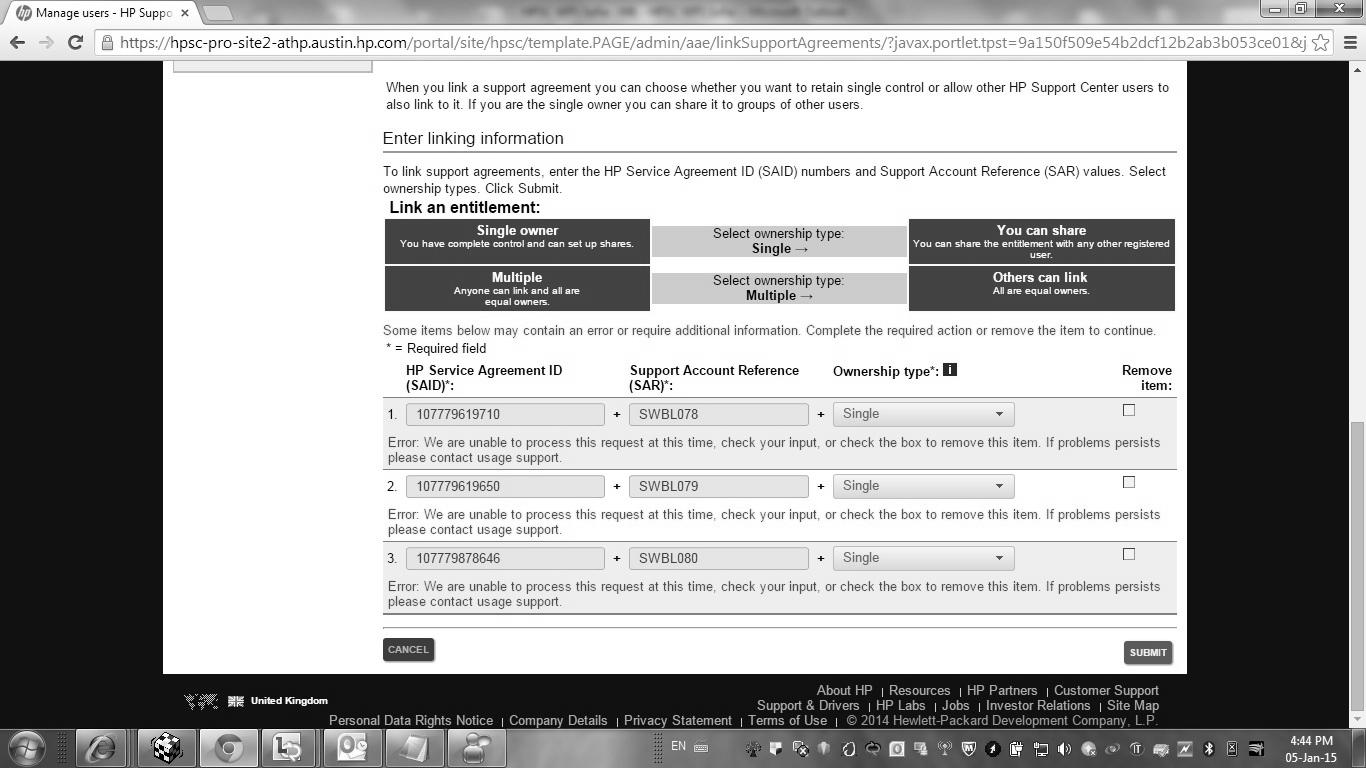 Manage users - HP Suppo
https://hpsc-pro-site2-athp.austin.hp.com/portal/site/hpsc/template.PAGE/admin/aae/linkSupportAgreements/?javax.portlet.tpst=9a150f509e54b2dcf12b2ab3b053ce01&j
When you link a support agreement you can choose whether you want to retain single control or allow other HP Support Center users to
also link to it. If you are the single owner you can share it to groups of other users.
Enter linking information
To link support agreements, enter the HP Service Agreement ID (SAID) numbers and Support Account Reference (SAR) values. Select
ownership types. Click Submit.
Link an entitlement:
Single owner
You have complete control and can set up shares.
Select ownership type:
Single →
You can share
You can share the entitlement with any other registered
user.
Multiple
Anyone can link and all are
equal owners.
Select ownership type:
Multiple →
Others can link
All are equal owners.
Some items below may contain an error or require additional information. Complete the required action or remove the item to continue.
* = Required field
HP Service Agreement ID
(SAID)*:
Support Account Reference
(SAR)*:
Ownership type*: i
Remove
item:
1. 107779619710 + SWBL078 + Single
Error: We are unable to process this request at this time, check your input, or check the box to remove this item. If problems persists
please contact usage support.
2. 107779619650 + SWBL079 + Single
Error: We are unable to process this request at this time, check your input, or check the box to remove this item. If problems persists
please contact usage support.
3. 107779878646 + SWBL080 + Single
Error: We are unable to process this request at this time, check your input, or check the box to remove this item. If problems persists
please contact usage support.
CANCEL
SUBMIT
United Kingdom
About HP | Resources | HP Partners | Customer Support
Support & Drivers | HP Labs | Jobs | Investor Relations | Site Map
Personal Data Rights Notice | Company Details | Privacy Statement | Terms of Use | © 2014 Hewlett-Packard Development Company, L.P.
EN
4:44 PM
05-Jan-15